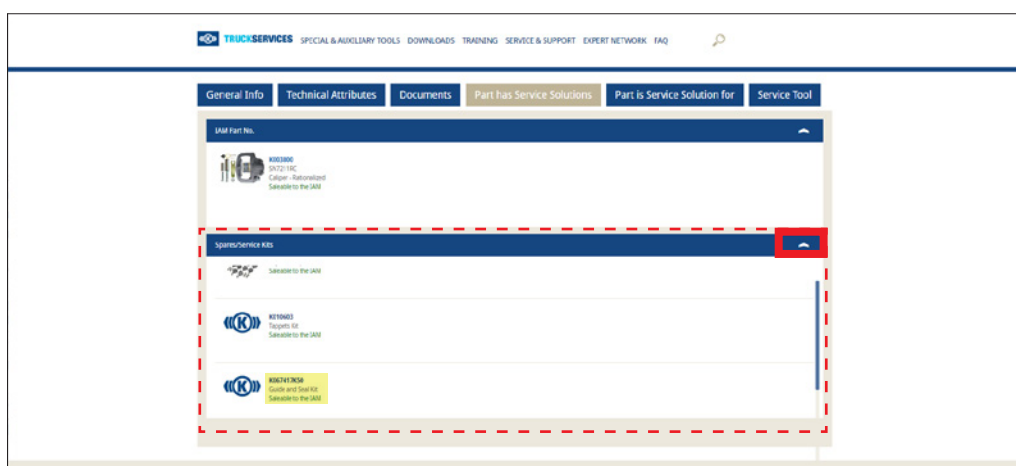 TRUCKSERVICES SPECIAL & AUXILIARY TOOLS DOWNLOADS TRAINING SERVICE & SUPPORT EXPERT NETWORK FAQ
General Info Technical Attributes Documents Part has Service Solutions Part is Service Solution for Service Tool
IAM Part No.
K003800
SN7211RC
Caliper - Rationalized
Saleable to the IAM
Spares/Service Kits
Saleable to the IAM
K
K110603
Tappets Kit
Saleable to the IAM
K
K067413K50
Guide and Seal Kit
Saleable to the IAM